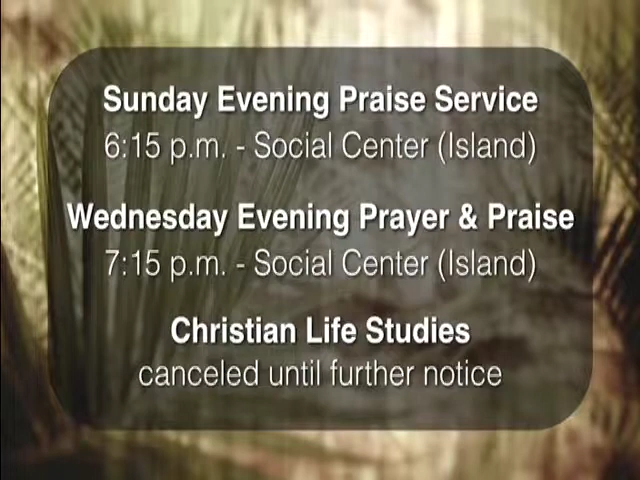 Sunday Evening Praise Service
6:15 p.m. - Social Center (Island)
Wednesday Evening Prayer & Praise
7:15 p.m. - Social Center (Island)
Christian Life Studies
canceled until further notice